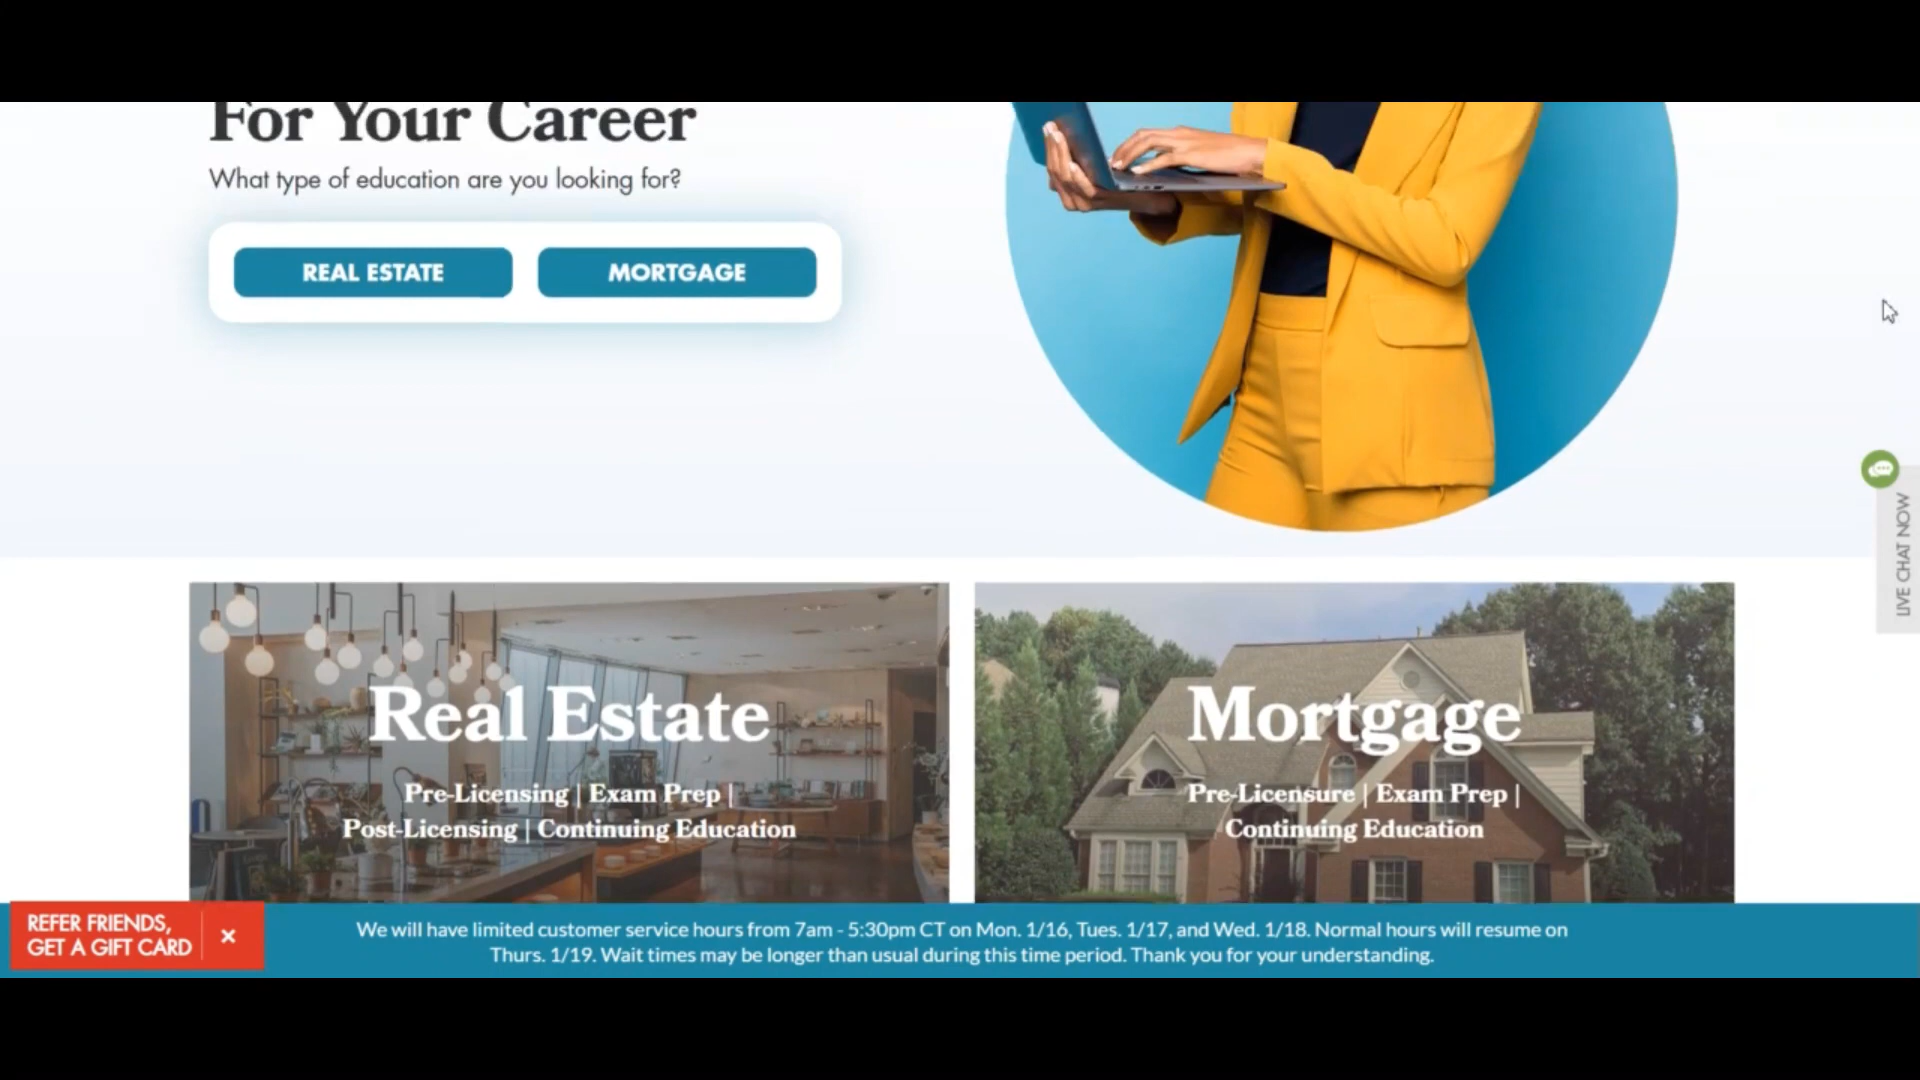 For Your Career
What type of education are you looking for?
REAL ESTATE
MORTGAGE
LIVE CHAT NOW
Real Estate
Pre-Licensing | Exam Prep |
Post-Licensing | Continuing Education
Mortgage
Pre-Licensure | Exam Prep |
Continuing Education
REFER FRIENDS,
GET A GIFT CARD
×
We will have limited customer service hours from 7am - 5:30pm CT on Mon. 1/16, Tues. 1/17, and Wed. 1/18. Normal hours will resume on
Thurs. 1/19. Wait times may be longer than usual during this time period. Thank you for your understanding.